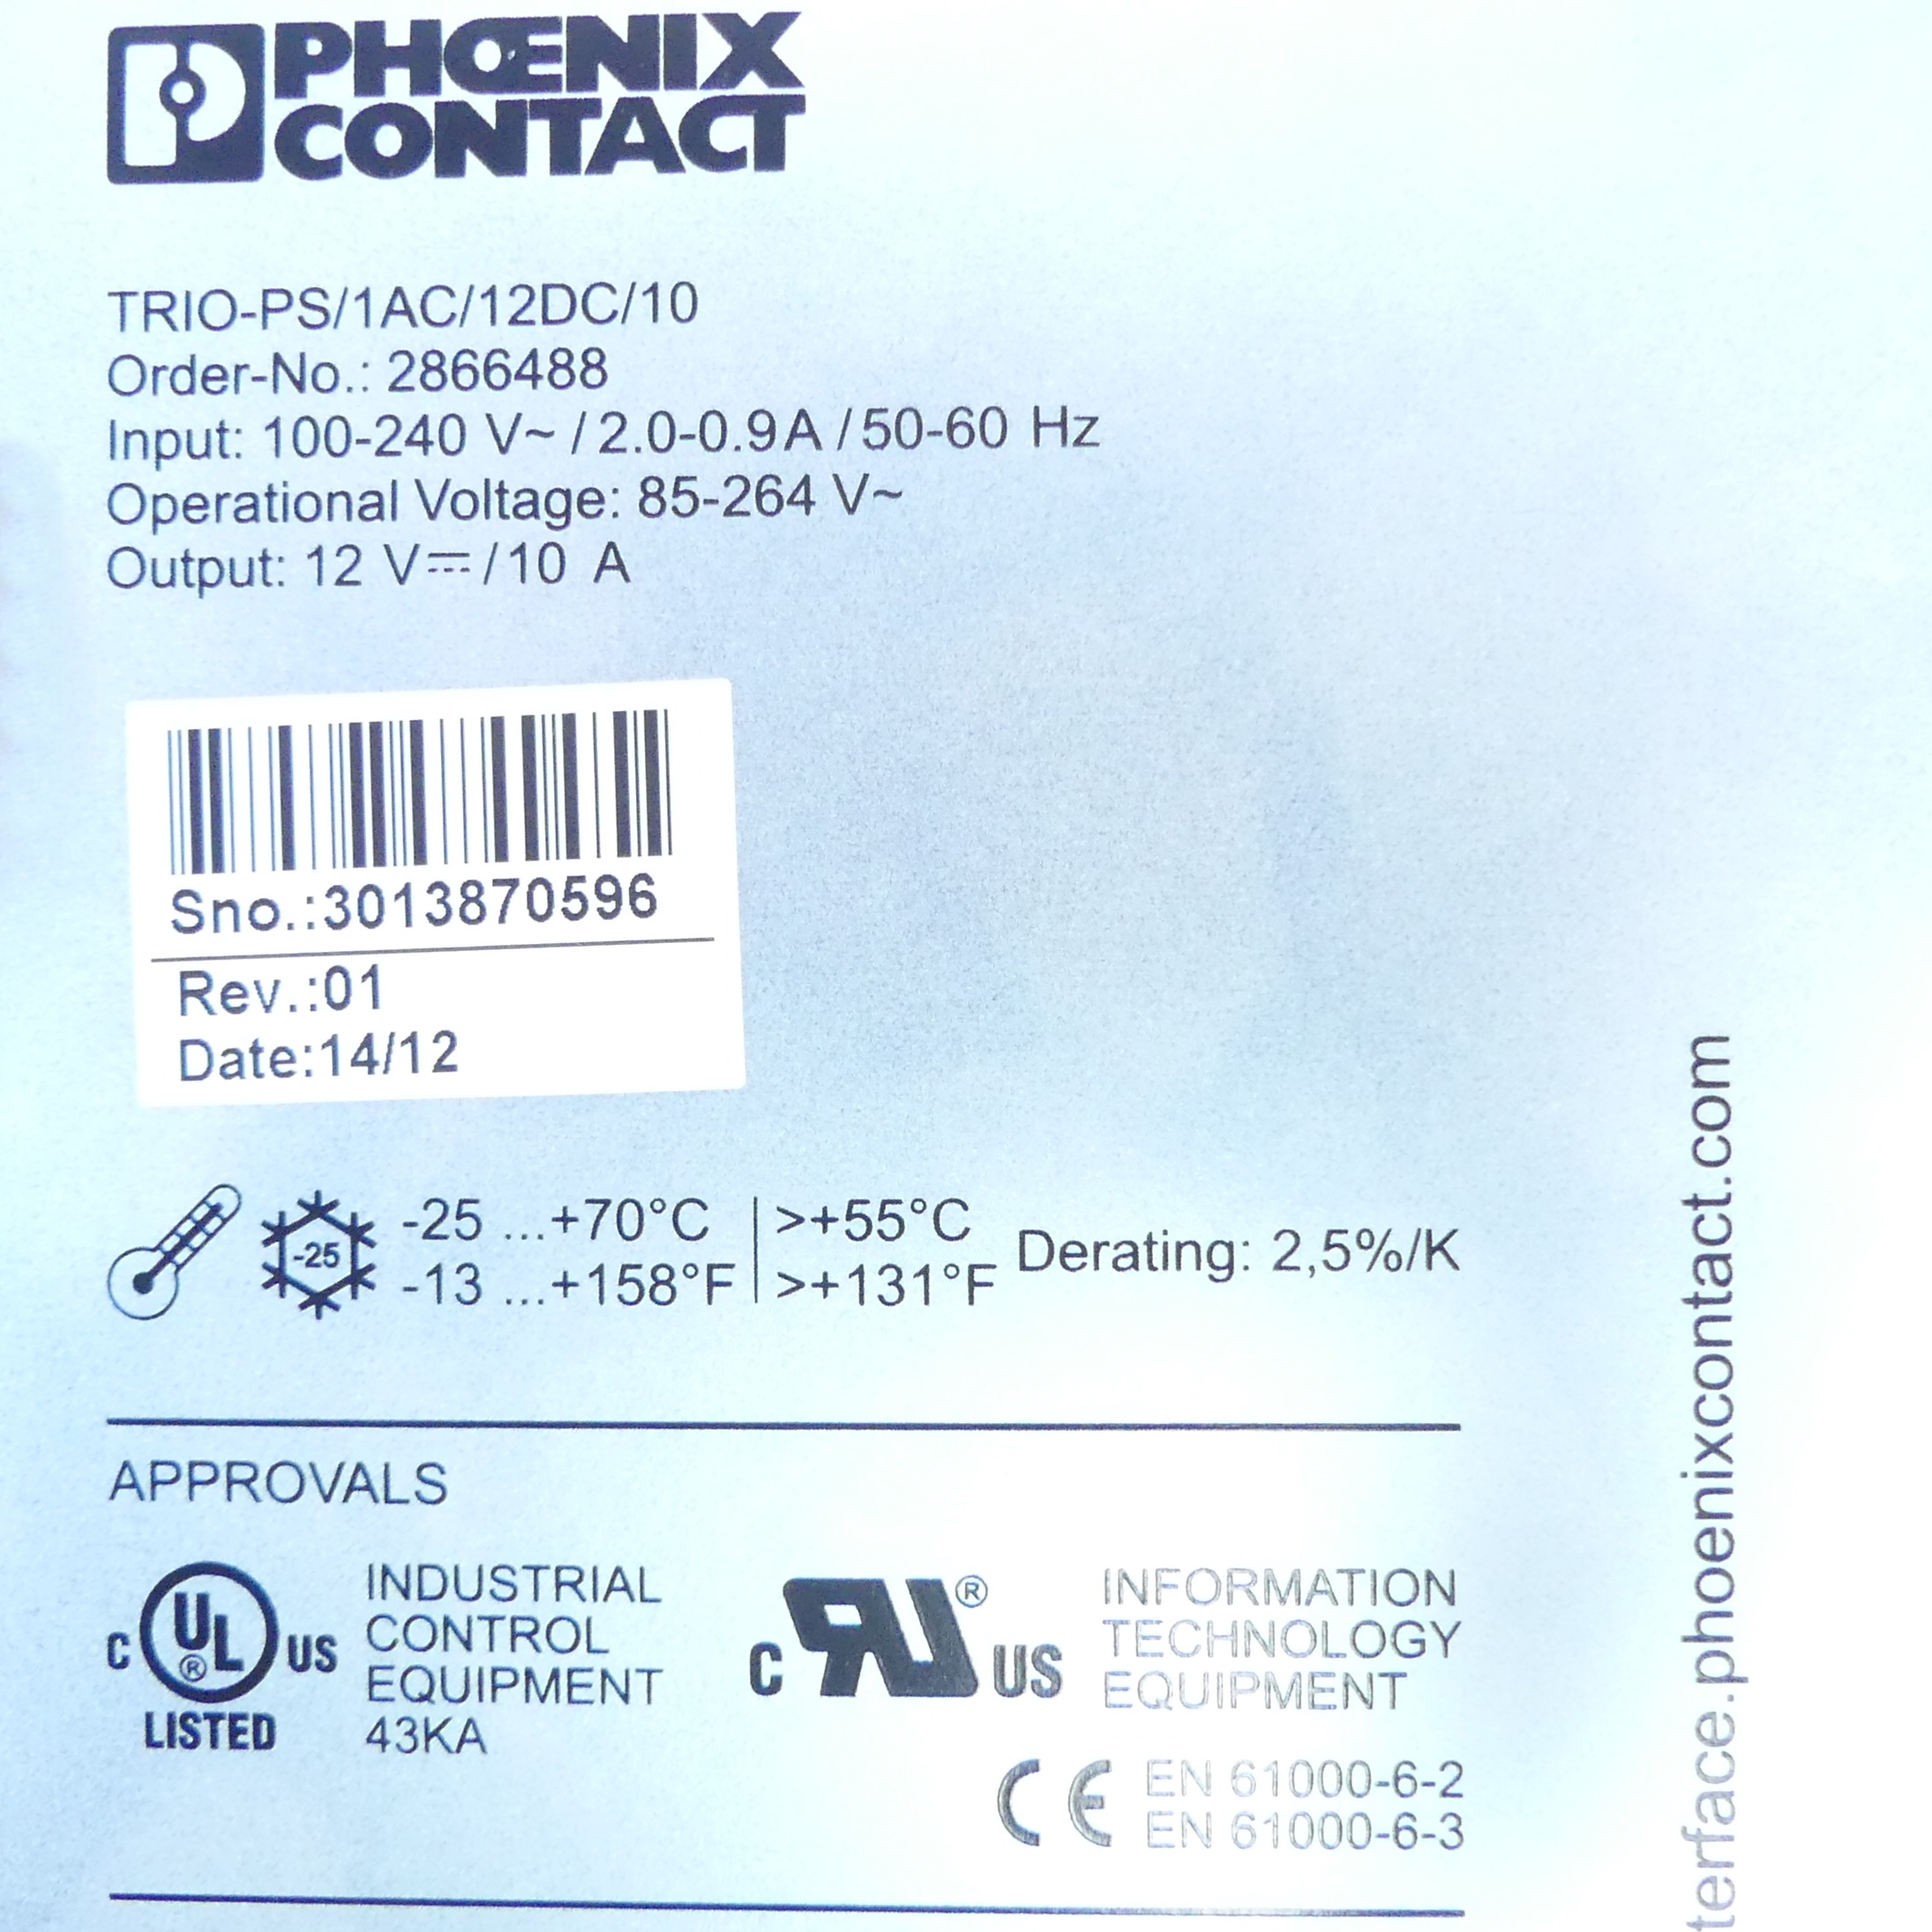 PHŒNIX
CONTACT
TRIO-PS/1AC/12DC/10
Order-No.: 2866488
Input: 100-240 V~ / 2.0-0.9A / 50-60 Hz
Operational Voltage: 85-264 V~
Output: 12 V⎓/10 A
Sno.:3013870596
Rev.:01
Date:14/12
-25
-25 ...+70°C >+55°C
-13 ...+158°F >+131°F
Derating: 2,5%/K
APPROVALS
C UL ® US
LISTED
INDUSTRIAL
CONTROL
EQUIPMENT
43KA
C RU ® US
INFORMATION
TECHNOLOGY
EQUIPMENT
CE
EN 61000-6-2
EN 61000-6-3
terface.phoenixcontact.com